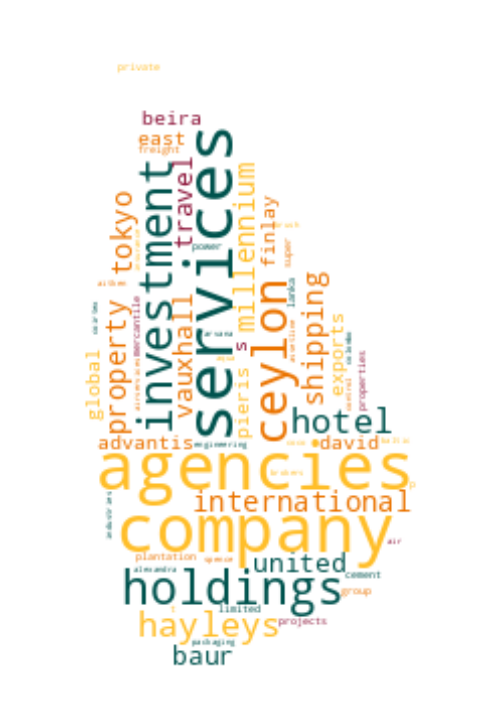 private
beira
east
freight
services
investment
travel
tokyo
millennium
finlay
super
power
ceylon
shipping
lanka
aitken
mercantile
property
vauxhall
s
exports
colombo
global
pieris
properties
hotel
advantis
engineering
david
agencies
brokers
international
company
air
plantation
spence
united
alexandra
cement
holdings
group
limited
hayleys
projects
packaging
baur